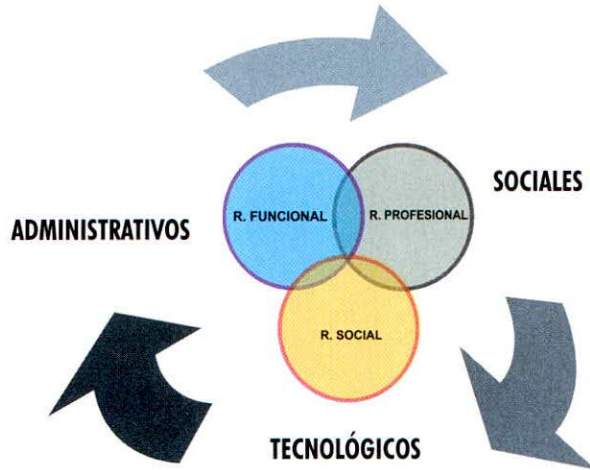 SOCIALES
ADMINISTRATIVOS
R. FUNCIONAL
R. PROFESIONAL
R. SOCIAL
TECNOLÓGICOS